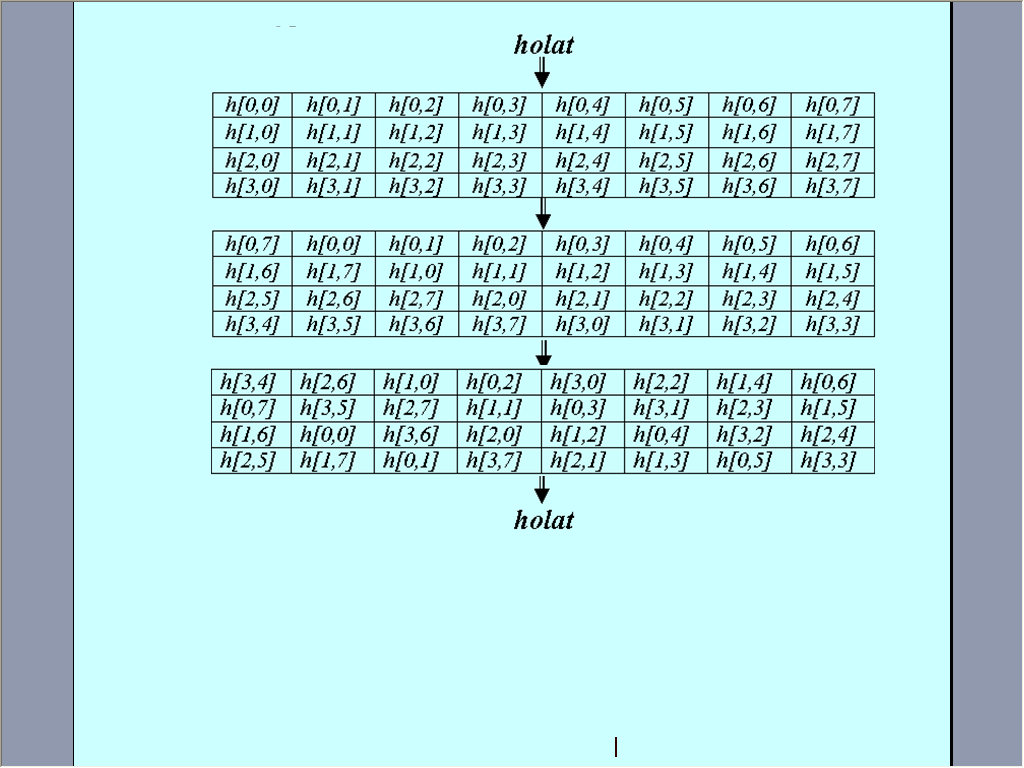 holat
h[0,0] h[0,1] h[0,2] h[0,3] h[0,4] h[0,5] h[0,6] h[0,7]
h[1,0] h[1,1] h[1,2] h[1,3] h[1,4] h[1,5] h[1,6] h[1,7]
h[2,0] h[2,1] h[2,2] h[2,3] h[2,4] h[2,5] h[2,6] h[2,7]
h[3,0] h[3,1] h[3,2] h[3,3] h[3,4] h[3,5] h[3,6] h[3,7]
h[0,7] h[0,0] h[0,1] h[0,2] h[0,3] h[0,4] h[0,5] h[0,6]
h[1,6] h[1,7] h[1,0] h[1,1] h[1,2] h[1,3] h[1,4] h[1,5]
h[2,5] h[2,6] h[2,7] h[2,0] h[2,1] h[2,2] h[2,3] h[2,4]
h[3,4] h[3,5] h[3,6] h[3,7] h[3,0] h[3,1] h[3,2] h[3,3]
h[3,4] h[2,6] h[1,0] h[0,2] h[3,0] h[2,2] h[1,4] h[0,6]
h[0,7] h[3,5] h[2,7] h[1,1] h[0,3] h[3,1] h[2,3] h[1,5]
h[1,6] h[0,0] h[3,6] h[2,0] h[1,2] h[0,4] h[3,2] h[2,4]
h[2,5] h[1,7] h[0,1] h[3,7] h[2,1] h[1,3] h[0,5] h[3,3]
holat